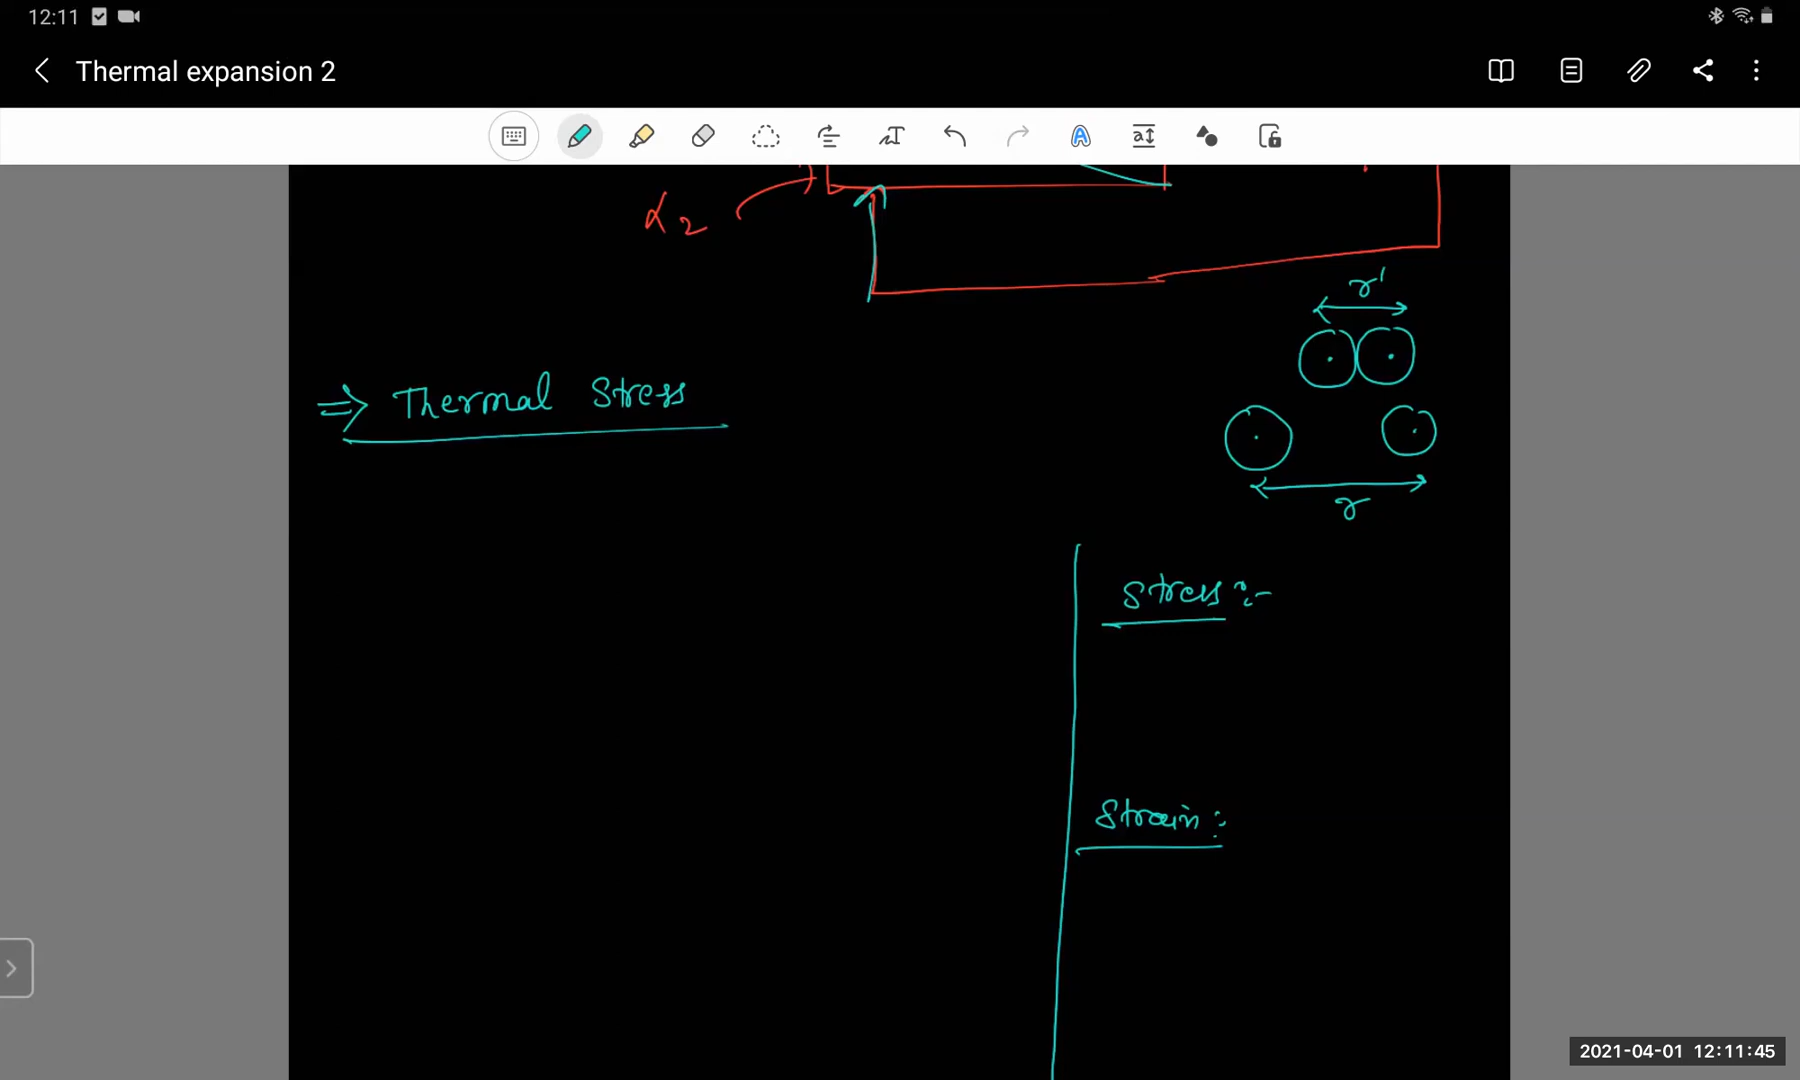 12:11
Thermal expansion 2
α2
r'
⇒ Thermal Stress
r
Stress :-
Strain :
2021-04-01 12:11:45